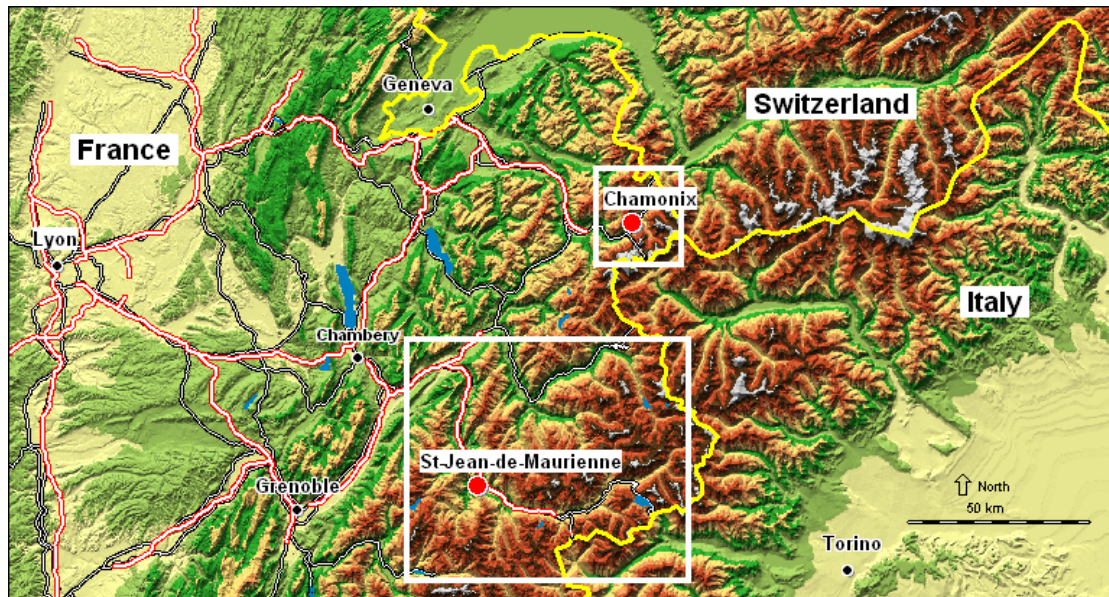 Geneva
Switzerland
France
Chamonix
Lyon
Italy
Chambery
St-Jean-de-Maurienne
Grenoble
North
50 km
Torino